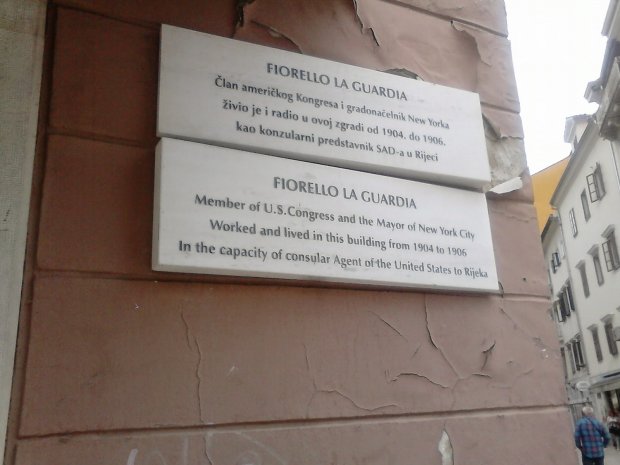 FIORELLO LA GUARDIA
Član američkog Kongresa i gradonačelnik New Yorka
živio je i radio u ovoj zgradi od 1904. do 1906.
kao konzularni predstavnik SAD-a u Rijeci
FIORELLO LA GUARDIA
Member of U.S.Congress and the Mayor of New York City
Worked and lived in this building from 1904 to 1906
In the capacity of consular Agent of the United States to Rijeka